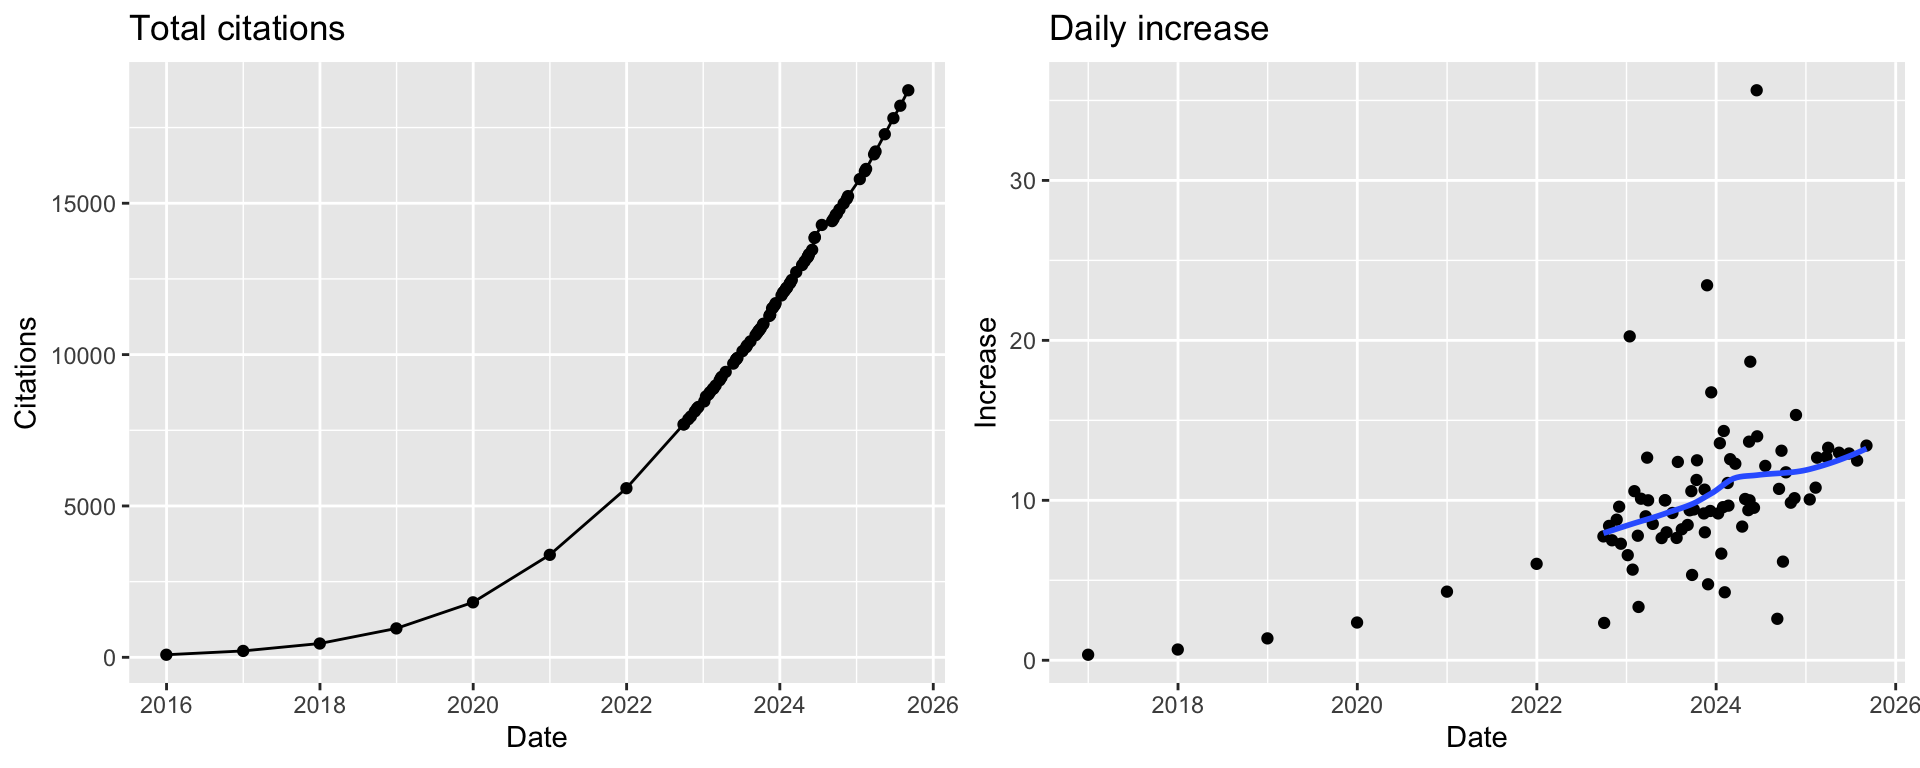 Total citations
Citations
15000
10000
5000
0
2016 2018 2020 2022 2024 2026
Date
Daily increase
Increase
30
20
10
0
2018 2020 2022 2024 2026
Date